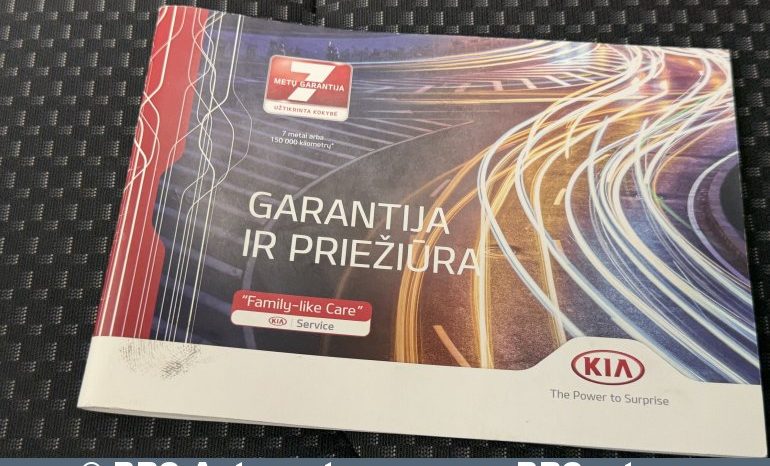 7
METŲ GARANTIJA
UŽTIKRINTA KOKYBĖ
7 metai arba
150 000 kilometrų*
GARANTIJA
IR PRIEŽIŪRA
"Family-like Care"
KIA | Service
KIA
The Power to Surprise